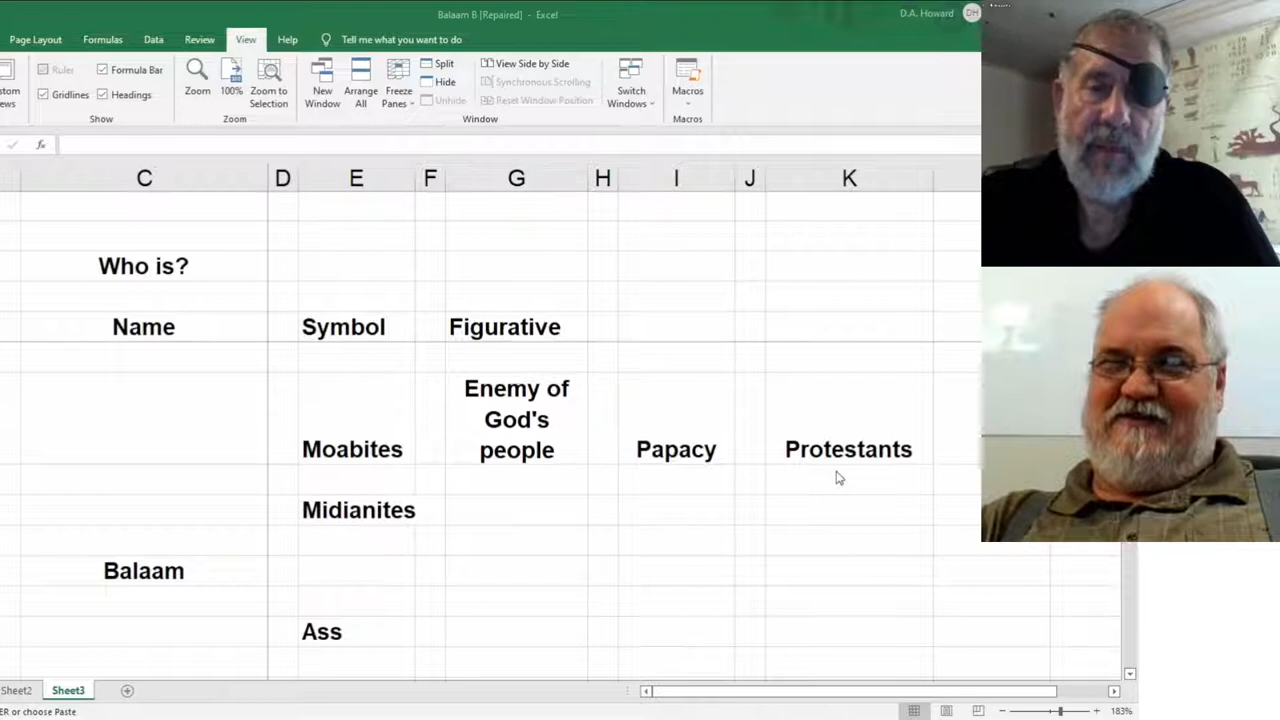 Balaam B [Repaired] - Excel
D.A. Howard DH
Page Layout Formulas Data Review View Help Tell me what you want to do
Ruler Formula Bar
Gridlines Headings
Show
Zoom 100% Zoom to Selection
Zoom
New Window Arrange All Freeze Panes
Split
Hide
Unhide
View Side by Side
Synchronous Scrolling
Reset Window Position
Switch Windows
Window
Macros
Macros
fx
C D E F G H I J K
Who is?
Name Symbol Figurative
Enemy of
God's
Moabites people Papacy Protestants
Midianites
Balaam
Ass
Sheet2 Sheet3
ER or choose Paste
183%